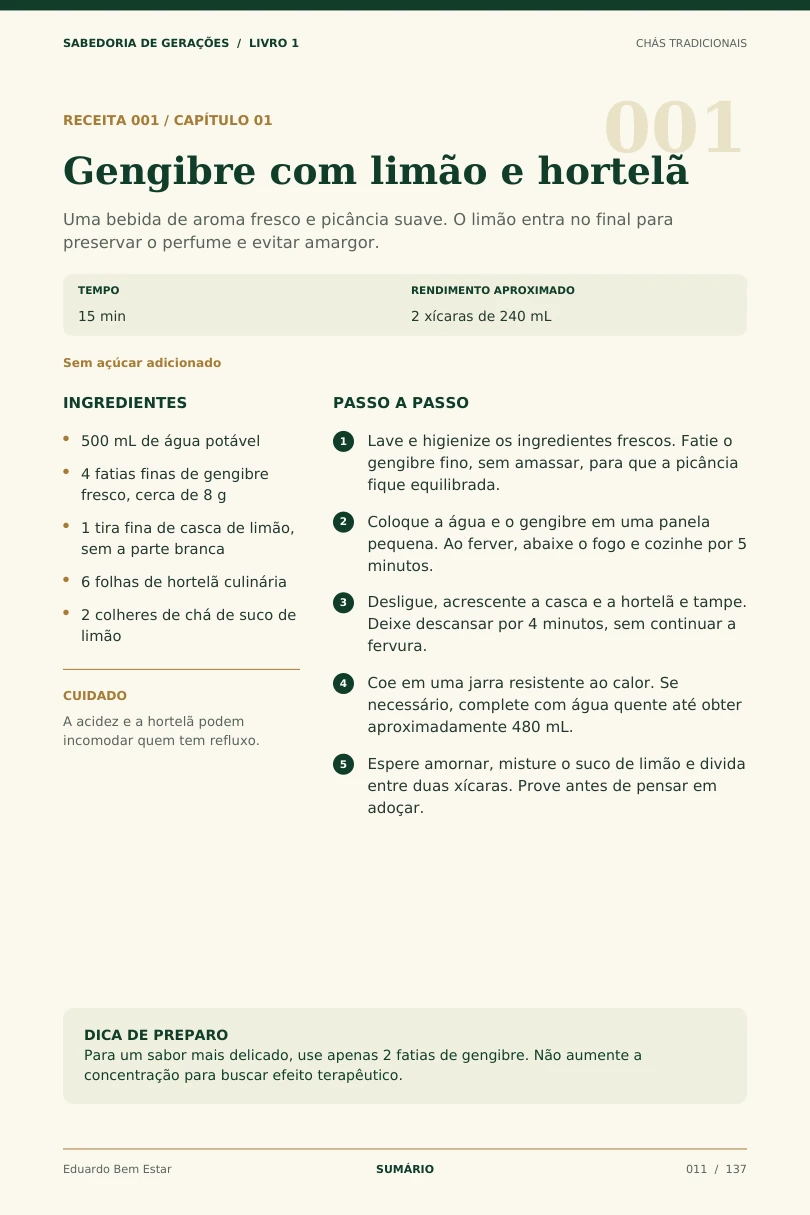 SABEDORIA DE GERAÇÕES / LIVRO 1
CHÁS TRADICIONAIS
RECEITA 001 / CAPÍTULO 01
001
Gengibre com limão e hortelã
Uma bebida de aroma fresco e picância suave. O limão entra no final para
preservar o perfume e evitar amargor.
TEMPO
15 min
RENDIMENTO APROXIMADO
2 xícaras de 240 mL
Sem açúcar adicionado
INGREDIENTES
• 500 mL de água potável
• 4 fatias finas de gengibre
fresco, cerca de 8 g
• 1 tira fina de casca de limão,
sem a parte branca
• 6 folhas de hortelã culinária
• 2 colheres de chá de suco de
limão
CUIDADO
A acidez e a hortelã podem
incomodar quem tem refluxo.
PASSO A PASSO
1 Lave e higienize os ingredientes frescos. Fatie o
gengibre fino, sem amassar, para que a picância
fique equilibrada.
2 Coloque a água e o gengibre em uma panela
pequena. Ao ferver, abaixe o fogo e cozinhe por 5
minutos.
3 Desligue, acrescente a casca e a hortelã e tampe.
Deixe descansar por 4 minutos, sem continuar a
fervura.
4 Coe em uma jarra resistente ao calor. Se
necessário, complete com água quente até obter
aproximadamente 480 mL.
5 Espere amornar, misture o suco de limão e divida
entre duas xícaras. Prove antes de pensar em
adoçar.
DICA DE PREPARO
Para um sabor mais delicado, use apenas 2 fatias de gengibre. Não aumente a
concentração para buscar efeito terapêutico.
Eduardo Bem Estar
SUMÁRIO
011 / 137